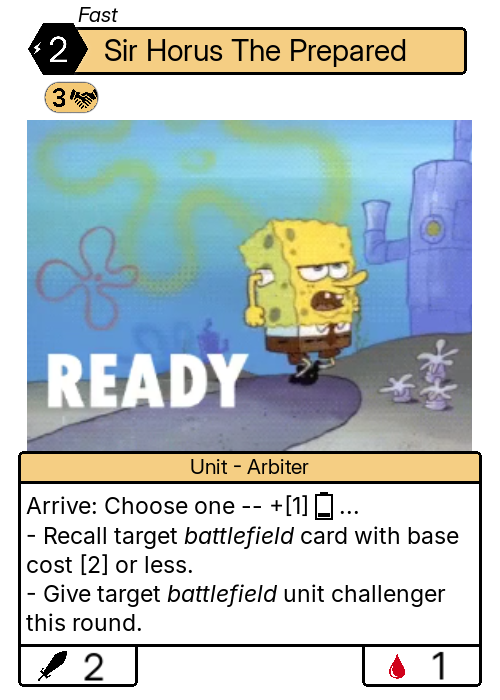 Fast
2 Sir Horus The Prepared
3
READY
Unit - Arbiter
Arrive: Choose one -- +[1] ...
- Recall target battlefield card with base
cost [2] or less.
- Give target battlefield unit challenger
this round.
2 1